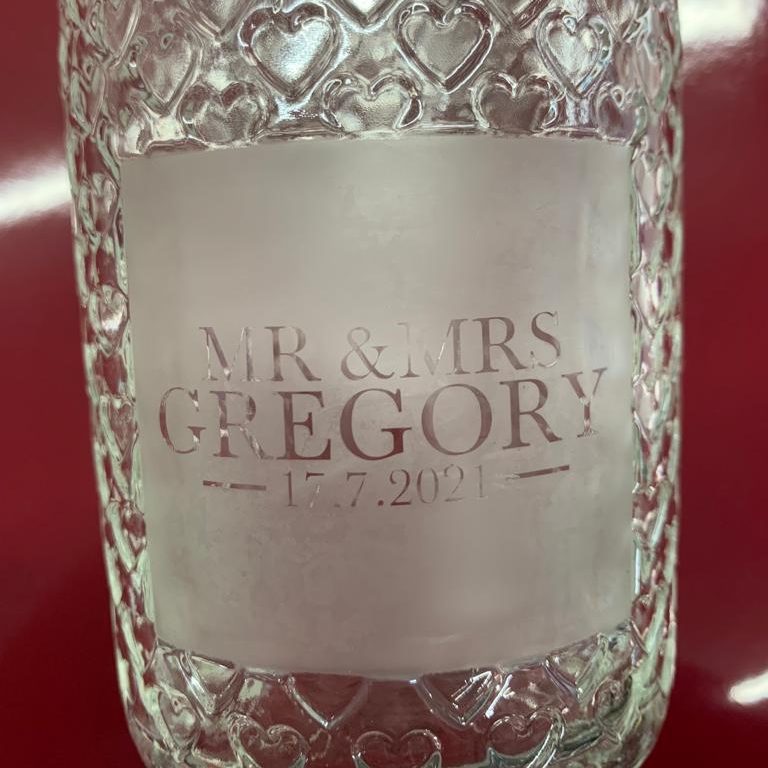 MR & MRS
GREGORY
— 17.7.2021 —